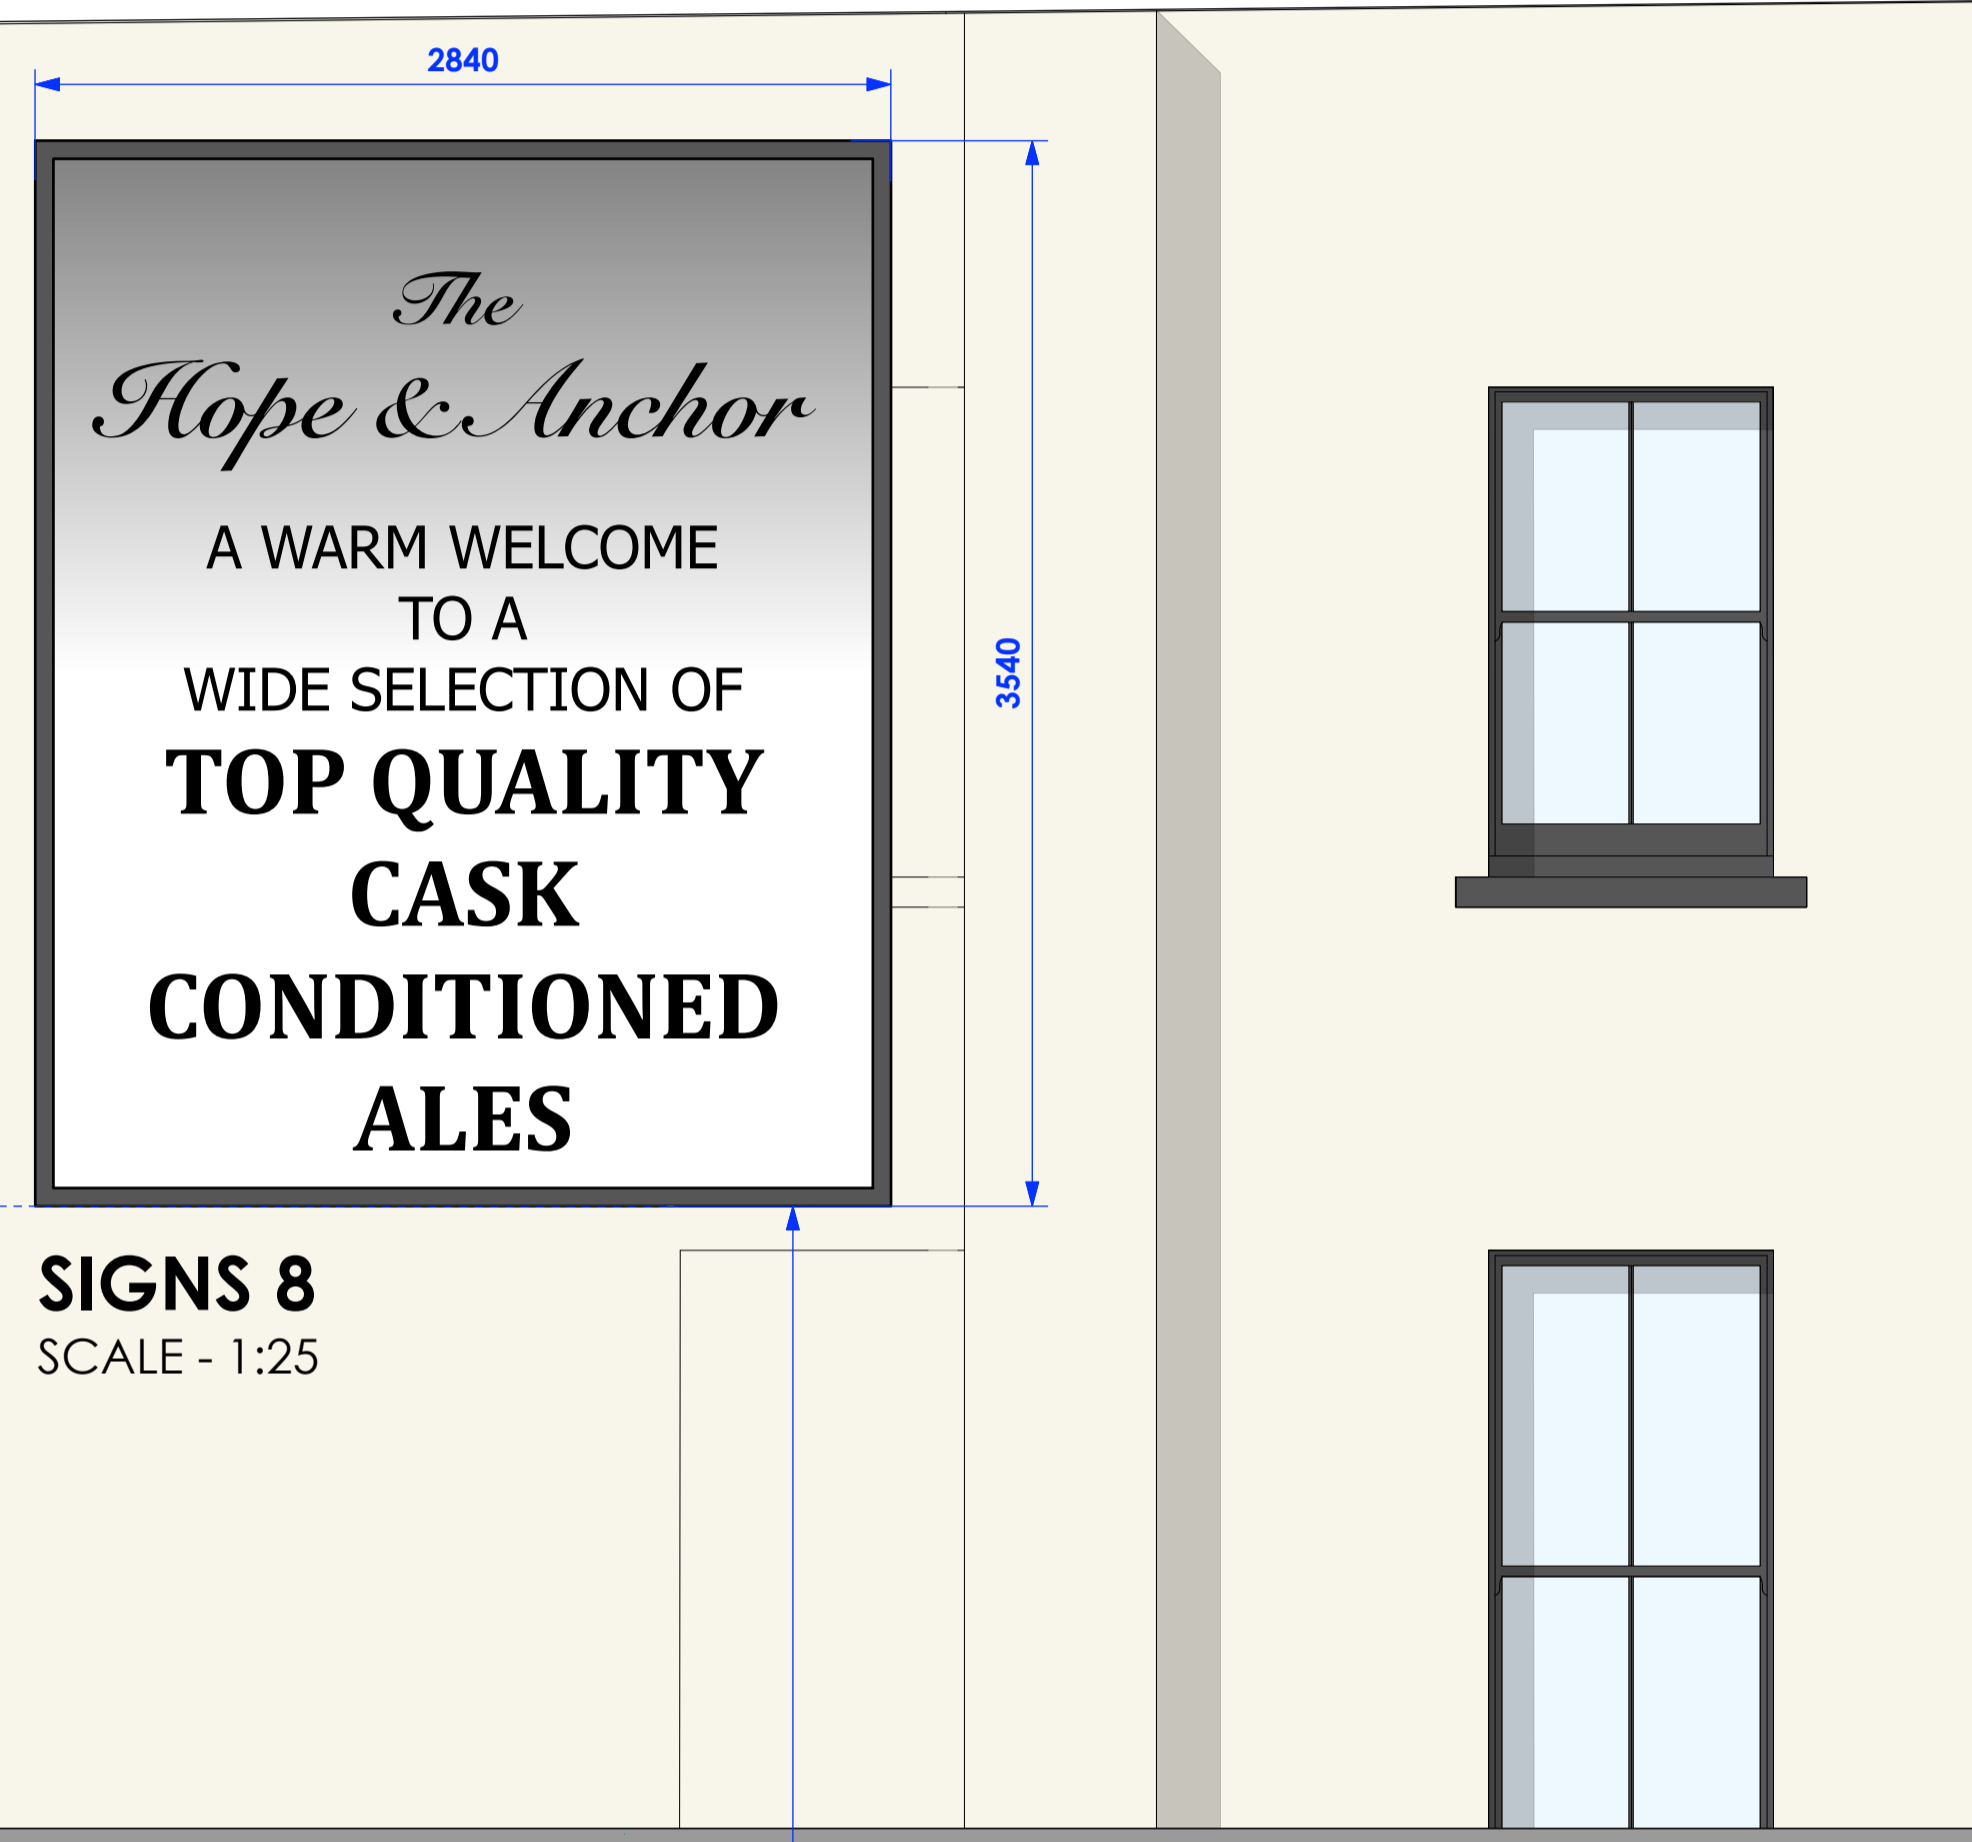 2840
The
Hope & Anchor
A WARM WELCOME
TO A
WIDE SELECTION OF
TOP QUALITY
CASK
CONDITIONED
ALES
3540
SIGNS 8
SCALE - 1:25